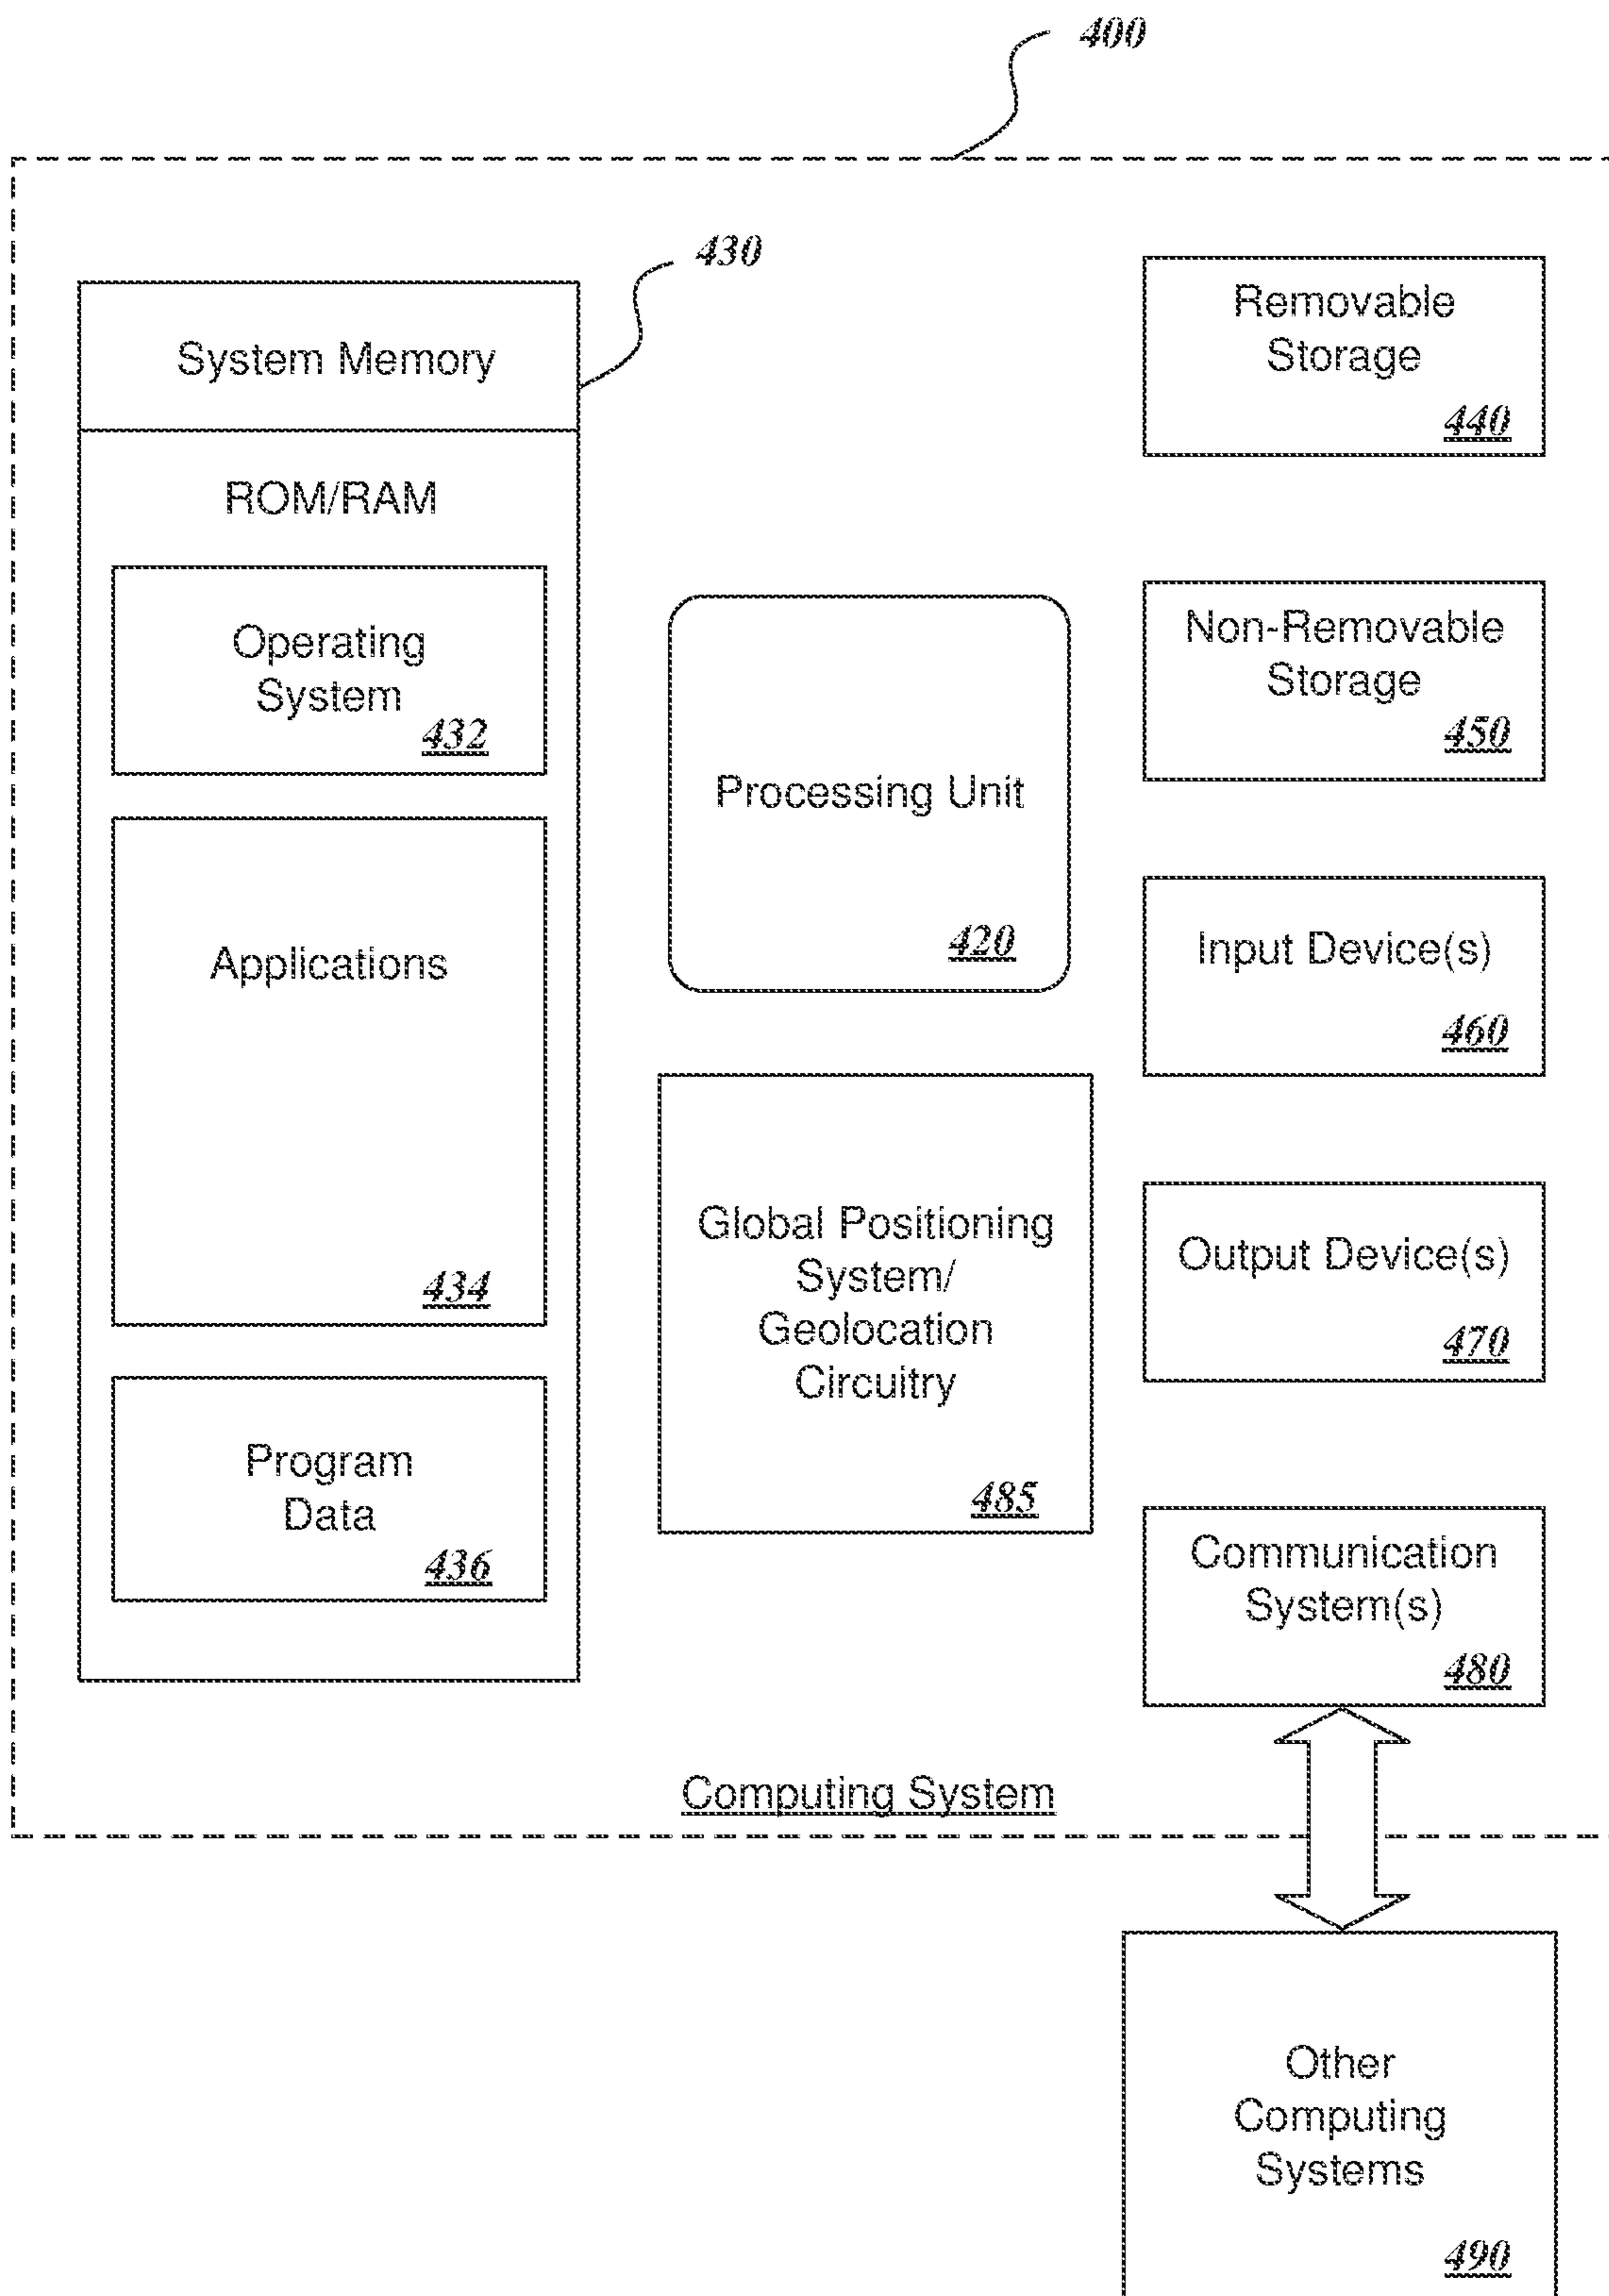 400
430
System Memory
ROM/RAM
Operating
System
432
Applications
434
Program
Data
436
Processing Unit
420
Global Positioning
System/
Geolocation
Circuitry
485
Removable
Storage
440
Non-Removable
Storage
450
Input Device(s)
460
Output Device(s)
470
Communication
System(s)
480
Computing System
Other
Computing
Systems
490